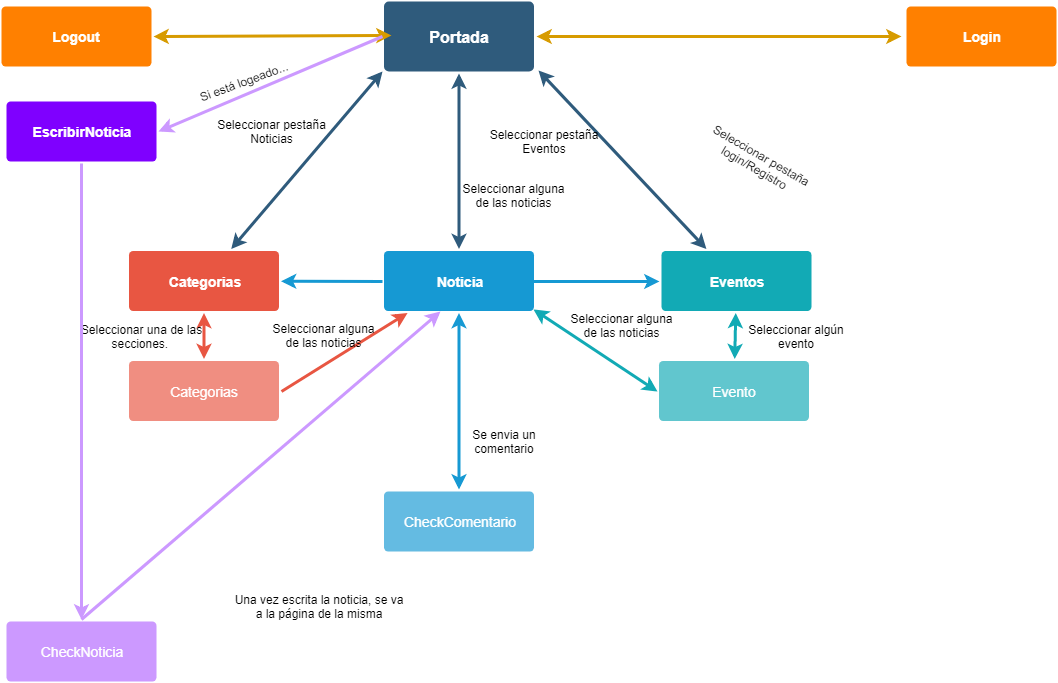 Logout
Portada
Login
Si está logeado...
EscribirNoticia
Seleccionar pestaña
Noticias
Seleccionar pestaña
Eventos
Seleccionar pestaña
login/Registro
Seleccionar alguna
de las noticias
Categorias
Noticia
Eventos
Seleccionar una de las
secciones.
Seleccionar alguna
de las noticias
Seleccionar alguna
de las noticias
Seleccionar algún
evento
Categorias
Evento
Se envia un
comentario
CheckComentario
Una vez escrita la noticia, se va
a la página de la misma
CheckNoticia